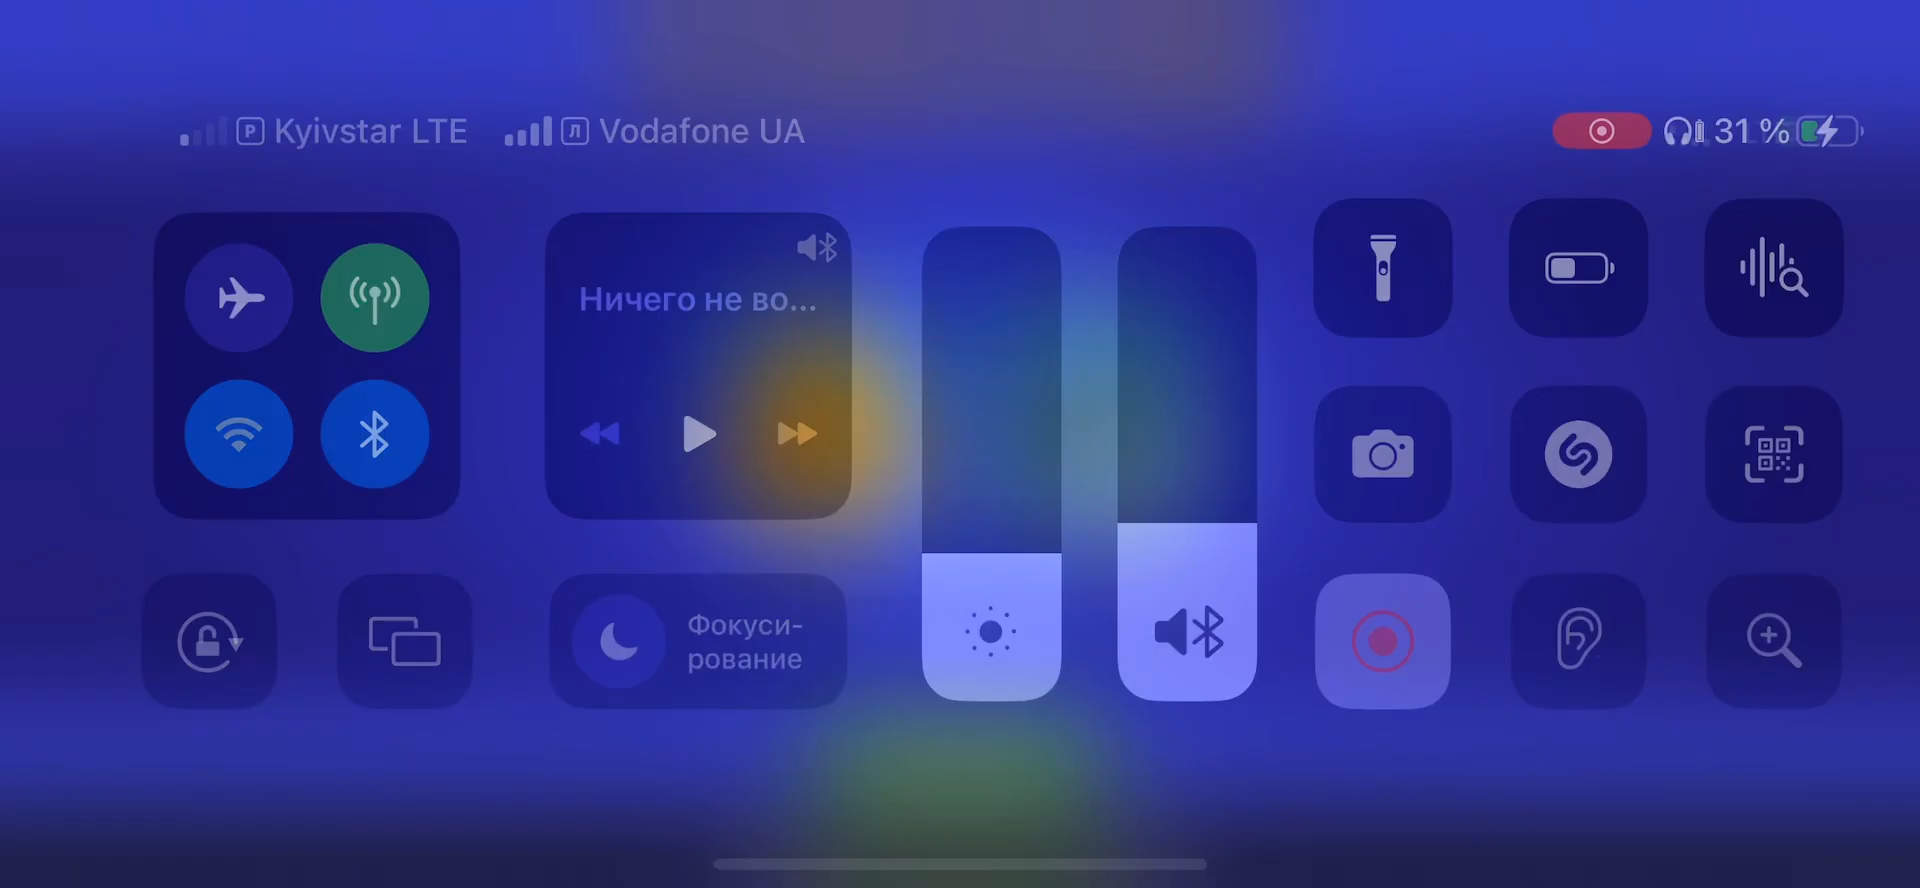 P Kyivstar LTE
Л Vodafone UA
31 %
Ничего не во...
Фокуси-
рование